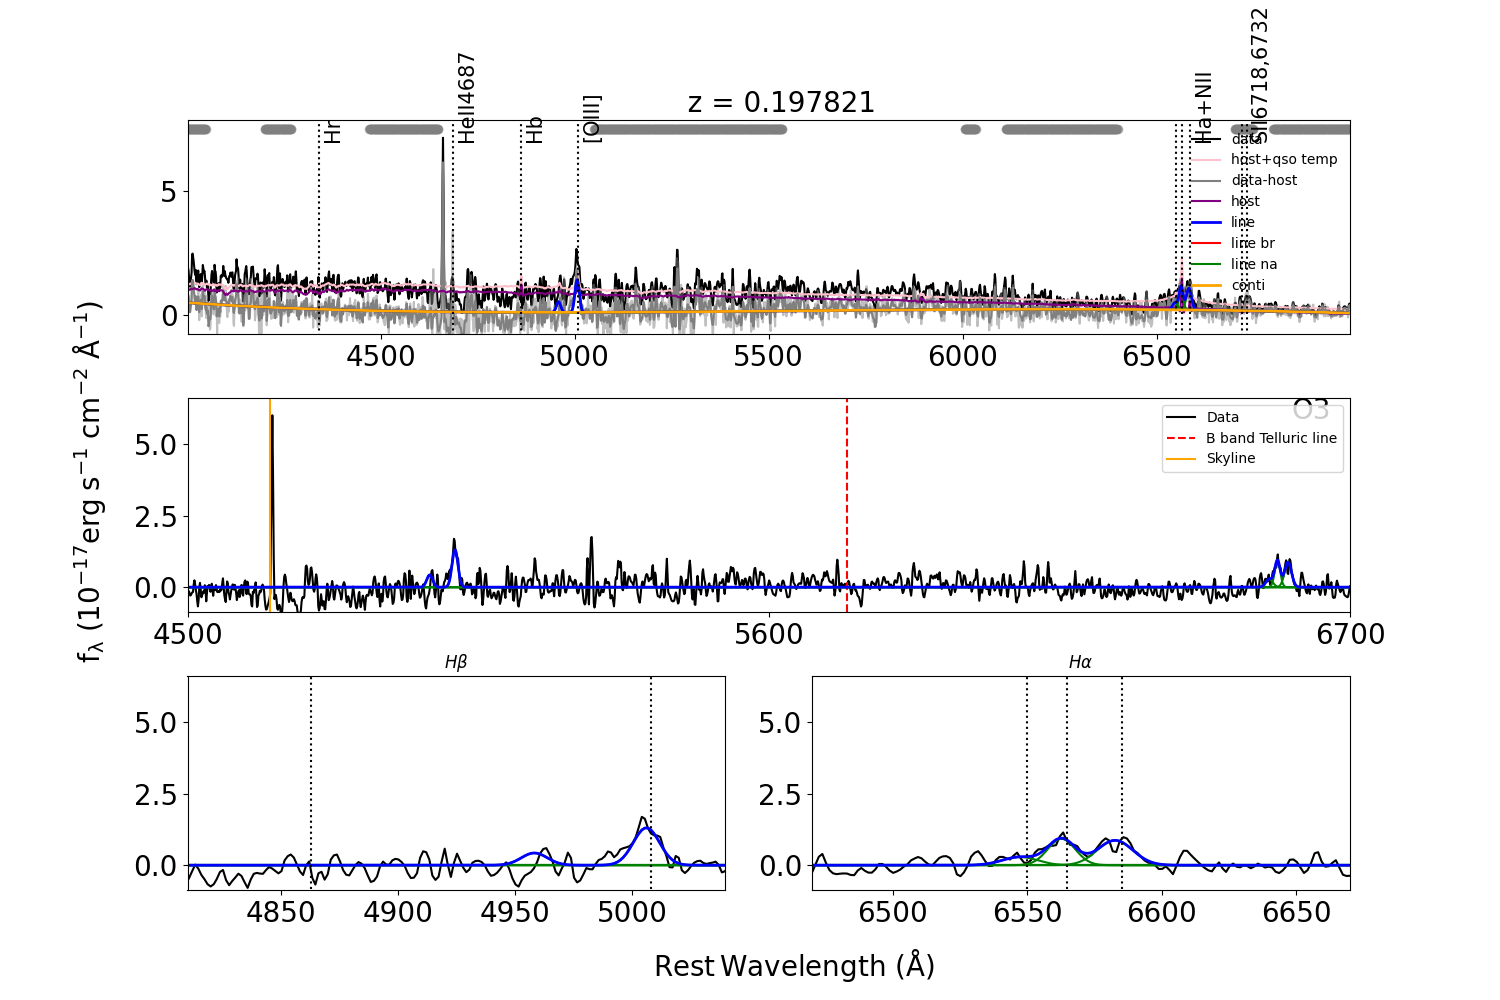 z = 0.197821
Hr
HeII4687
Hb
[OIII]
Ha+NII
SII6718,6732
data
host+qso temp
data-host
host
line
line br
line na
conti
5
0
4500 5000 5500 6000 6500
O3
Data
B band Telluric line
Skyline
5.0
2.5
0.0
4500 5600 6700
fλ (10⁻¹⁷erg s⁻¹ cm⁻² Å⁻¹)
Hβ
5.0
2.5
0.0
4850 4900 4950 5000
Hα
5.0
2.5
0.0
6500 6550 6600 6650
Rest Wavelength (Å)